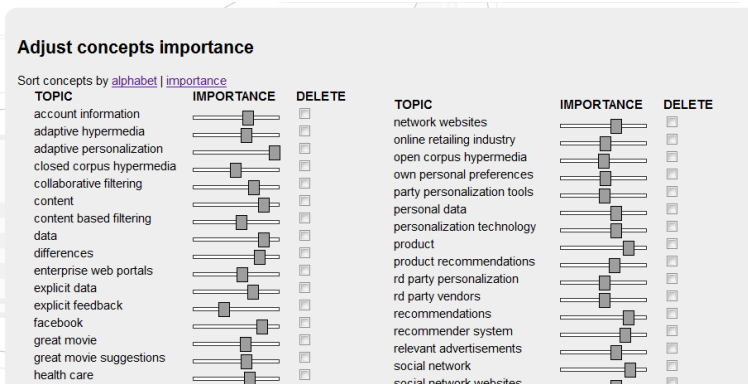 Adjust concepts importance
Sort concepts by alphabet | importance
TOPIC IMPORTANCE DELETE
account information
adaptive hypermedia
adaptive personalization
closed corpus hypermedia
collaborative filtering
content
content based filtering
data
differences
enterprise web portals
explicit data
explicit feedback
facebook
great movie
great movie suggestions
health care
TOPIC IMPORTANCE DELETE
network websites
online retailing industry
open corpus hypermedia
own personal preferences
party personalization tools
personal data
personalization technology
product
product recommendations
rd party personalization
rd party vendors
recommendations
recommender system
relevant advertisements
social network
social network websites